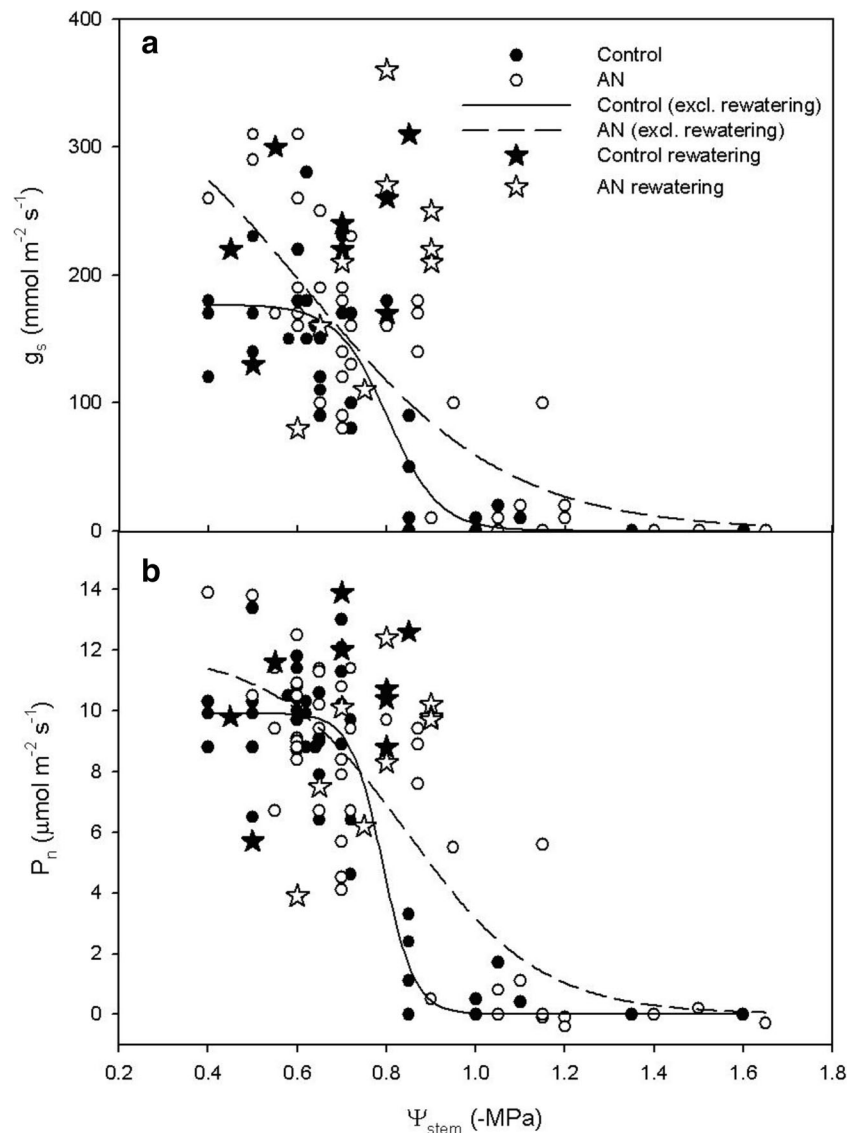 a
400
300
200
100
0
g_s (mmol m⁻² s⁻¹)
Control
AN
Control (excl. rewatering)
AN (excl. rewatering)
Control rewatering
AN rewatering
b
14
12
10
8
6
4
2
0
P_n (μmol m⁻² s⁻¹)
0.2 0.4 0.6 0.8 1.0 1.2 1.4 1.6 1.8
Ψ_stem (-MPa)